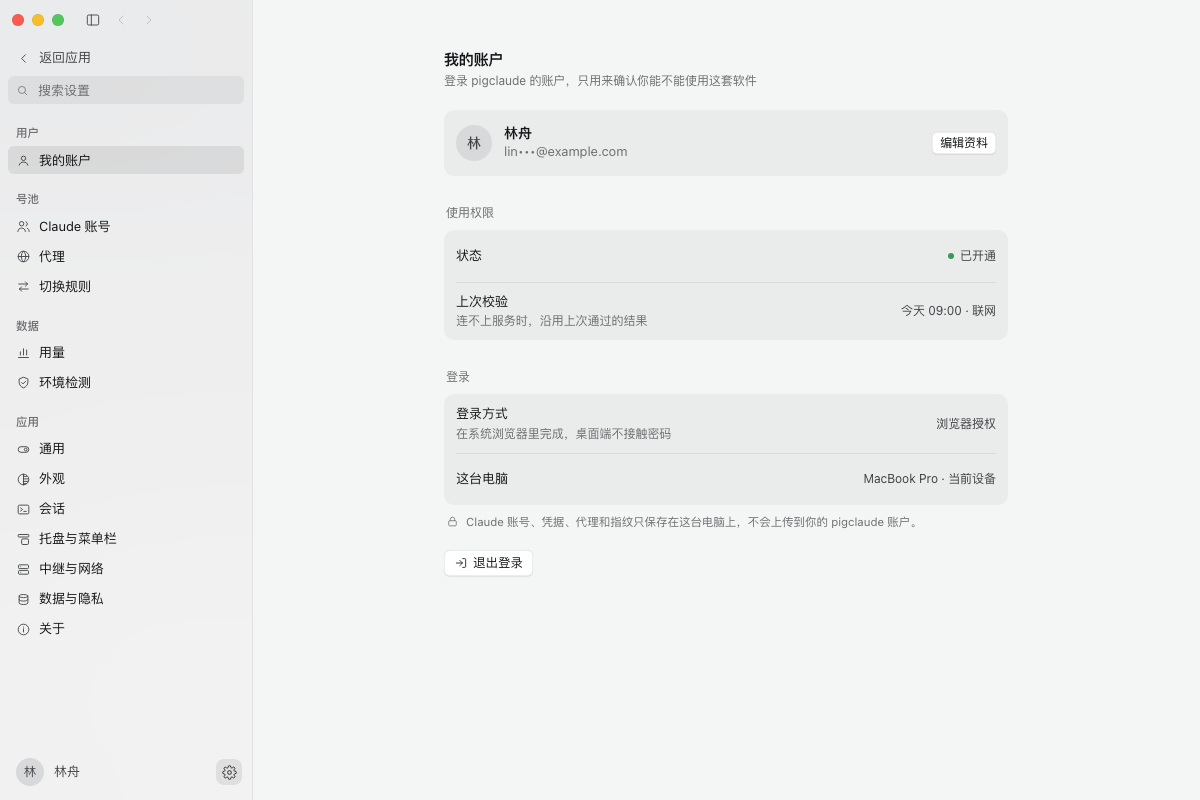 返回应用
搜索设置
用户
我的账户
号池
Claude 账号
代理
切换规则
数据
用量
环境检测
应用
通用
外观
会话
托盘与菜单栏
中继与网络
数据与隐私
关于
林 林舟
我的账户
登录 pigclaude 的账户，只用来确认你能不能使用这套软件
林
林舟
lin•••@example.com
编辑资料
使用权限
状态
已开通
上次校验
连不上服务时，沿用上次通过的结果
今天 09:00 · 联网
登录
登录方式
在系统浏览器里完成，桌面端不接触密码
浏览器授权
这台电脑
MacBook Pro · 当前设备
Claude 账号、凭据、代理和指纹只保存在这台电脑上，不会上传到你的 pigclaude 账户。
退出登录